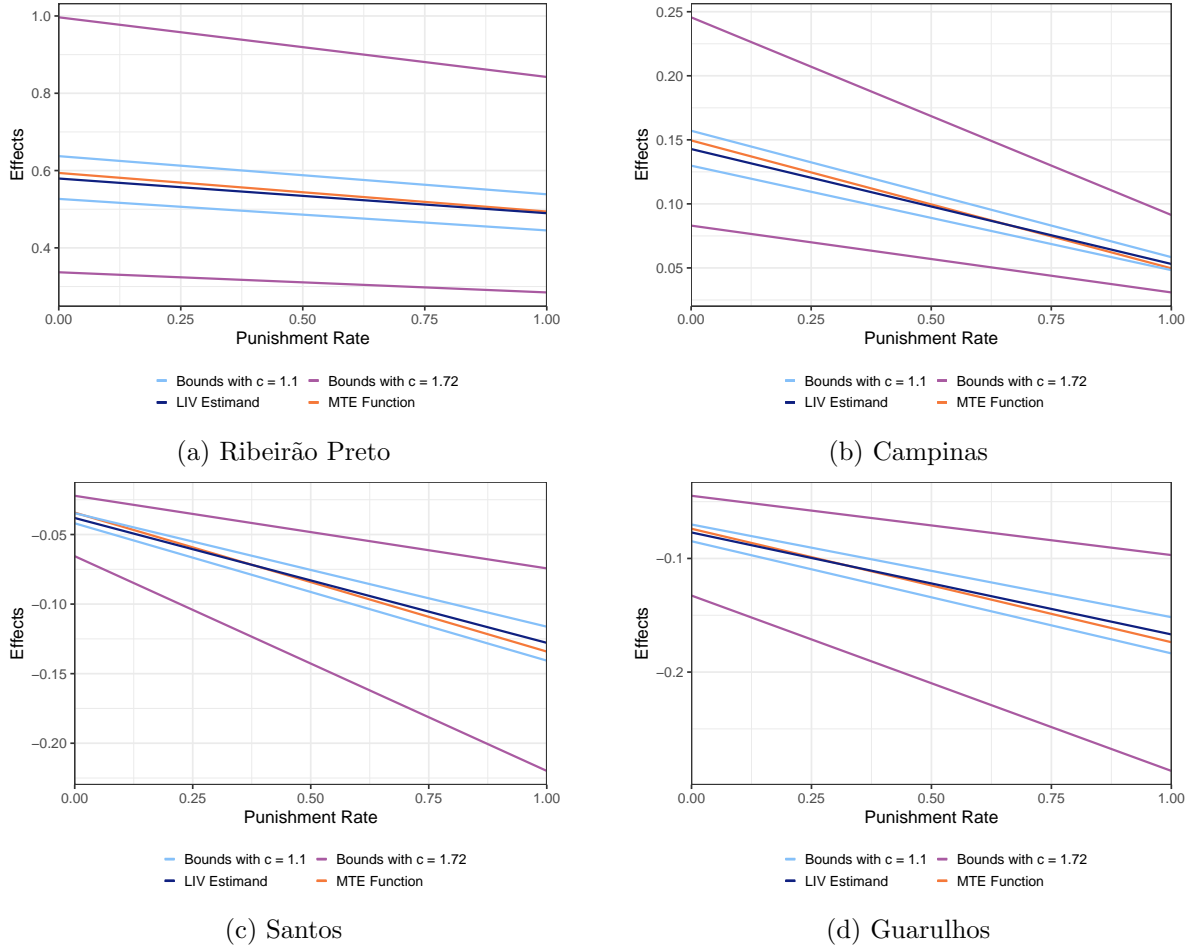 1.0
0.8
0.6
0.4
Effects
0.00 0.25 0.50 0.75 1.00
Punishment Rate
Bounds with c = 1.1 Bounds with c = 1.72
LIV Estimand MTE Function
(a) Ribeirão Preto
0.25
0.20
0.15
0.10
0.05
Effects
0.00 0.25 0.50 0.75 1.00
Punishment Rate
Bounds with c = 1.1 Bounds with c = 1.72
LIV Estimand MTE Function
(b) Campinas
−0.05
−0.10
−0.15
−0.20
Effects
0.00 0.25 0.50 0.75 1.00
Punishment Rate
Bounds with c = 1.1 Bounds with c = 1.72
LIV Estimand MTE Function
(c) Santos
−0.1
−0.2
Effects
0.00 0.25 0.50 0.75 1.00
Punishment Rate
Bounds with c = 1.1 Bounds with c = 1.72
LIV Estimand MTE Function
(d) Guarulhos